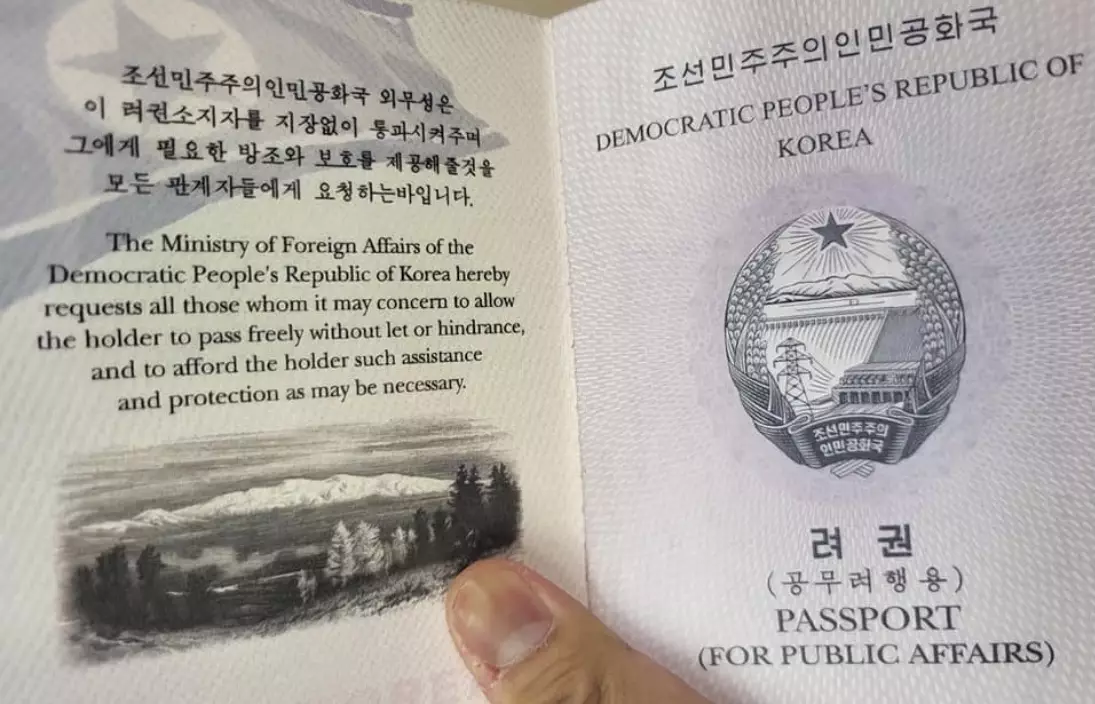 조선민주주의인민공화국 외무성은
이 려권소지자를 지장없이 통과시켜주며
그에게 필요한 방조와 보호를 제공해줄것을
모든 관계자들에게 요청하는바입니다.
The Ministry of Foreign Affairs of the
Democratic People's Republic of Korea hereby
requests all those whom it may concern to allow
the holder to pass freely without let or hindrance,
and to afford the holder such assistance
and protection as may be necessary.
조선민주주의인민공화국
DEMOCRATIC PEOPLE'S REPUBLIC OF
KOREA
조선민주주의
인민공화국
려 권
(공무려행용)
PASSPORT
(FOR PUBLIC AFFAIRS)